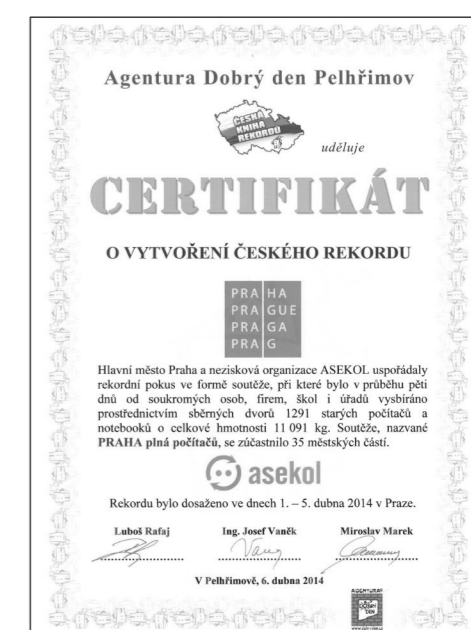 Agentura Dobrý den Pelhřimov
ČESKÁ
KNIHA
REKORDŮ
uděluje
CERTIFIKÁT
O VYTVOŘENÍ ČESKÉHO REKORDU
PRA HA
PRA GUE
PRA GA
PRA G
Hlavní město Praha a nezisková organizace ASEKOL uspořádaly
rekordní pokus ve formě soutěže, při které bylo v průběhu pěti
dnů od soukromých osob, firem, škol i úřadů vysbíráno
prostřednictvím sběrných dvorů 1291 starých počítačů a
notebooků o celkové hmotnosti 11 091 kg. Soutěže, nazvané
PRAHA plná počítačů, se zúčastnilo 35 městských částí.
asekol
Rekordu bylo dosaženo ve dnech 1. – 5. dubna 2014 v Praze.
Luboš Rafaj Ing. Josef Vaněk Miroslav Marek
V Pelhřimově, 6. dubna 2014
AGENTURA
DOBRÝ
DEN